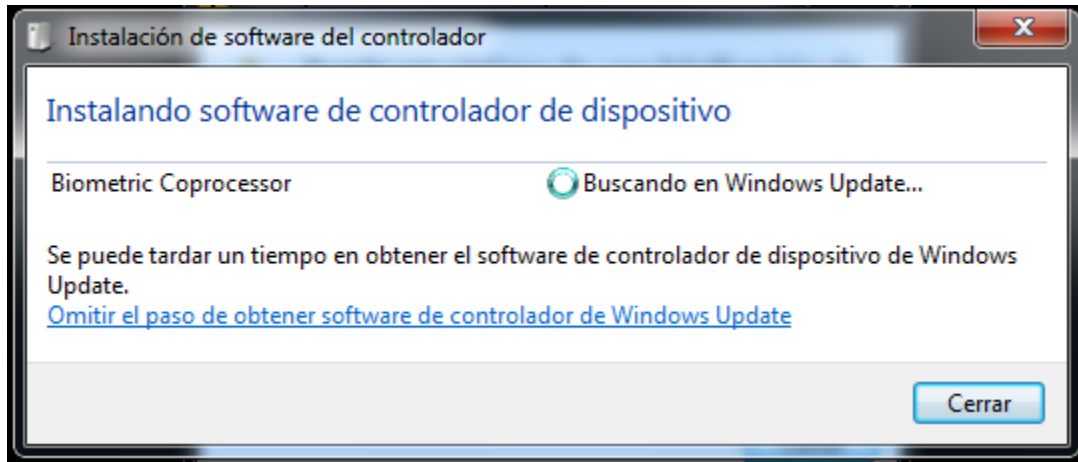 Instalación de software del controlador
Instalando software de controlador de dispositivo
Biometric Coprocessor Buscando en Windows Update...
Se puede tardar un tiempo en obtener el software de controlador de dispositivo de Windows
Update.
Omitir el paso de obtener software de controlador de Windows Update
Cerrar